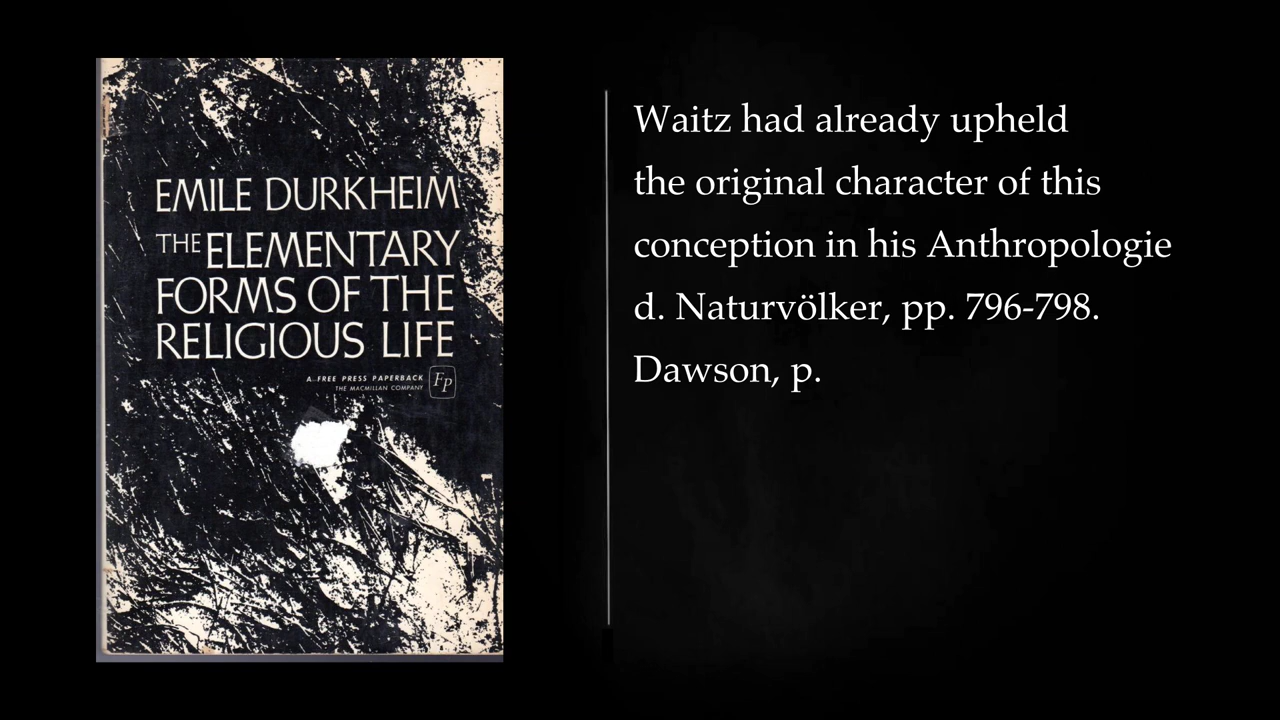 EMILE DURKHEIM
THE ELEMENTARY
FORMS OF THE
RELIGIOUS LIFE
A FREE PRESS PAPERBACK
THE MACMILLAN COMPANY
Fp
Waitz had already upheld
the original character of this
conception in his Anthropologie
d. Naturvölker, pp. 796-798.
Dawson, p.